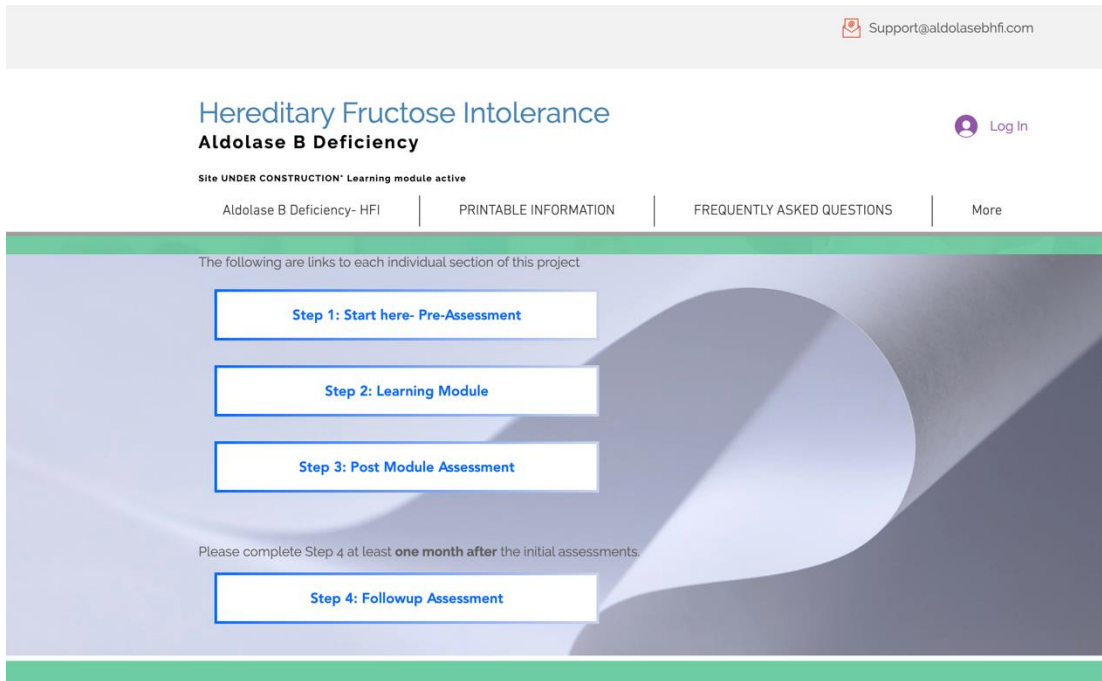 Support@aldolasebhfi.com
Hereditary Fructose Intolerance
Aldolase B Deficiency
Log In
Site UNDER CONSTRUCTION* Learning module active
Aldolase B Deficiency- HFI
PRINTABLE INFORMATION
FREQUENTLY ASKED QUESTIONS
More
The following are links to each individual section of this project
Step 1: Start here- Pre-Assessment
Step 2: Learning Module
Step 3: Post Module Assessment
Please complete Step 4 at least one month after the initial assessments.
Step 4: Followup Assessment